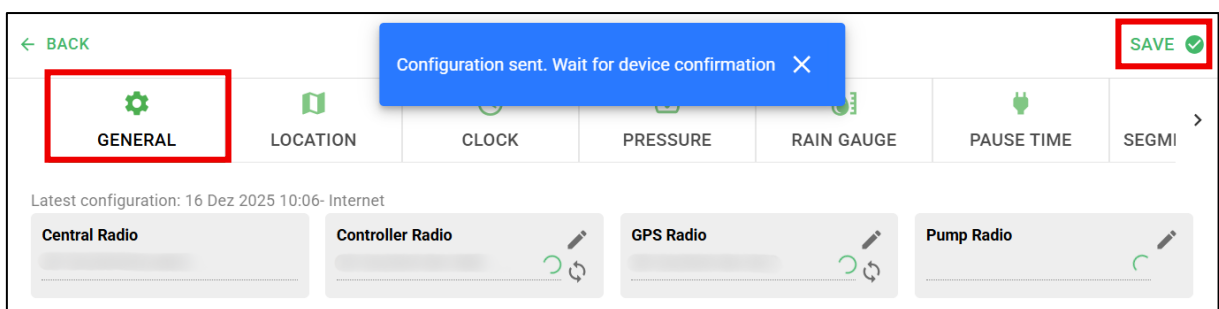 BACK
Configuration sent. Wait for device confirmation
SAVE
GENERAL
LOCATION
CLOCK
PRESSURE
RAIN GAUGE
PAUSE TIME
SEGM
Latest configuration: 16 Dez 2025 10:06- Internet
Central Radio
Controller Radio
GPS Radio
Pump Radio